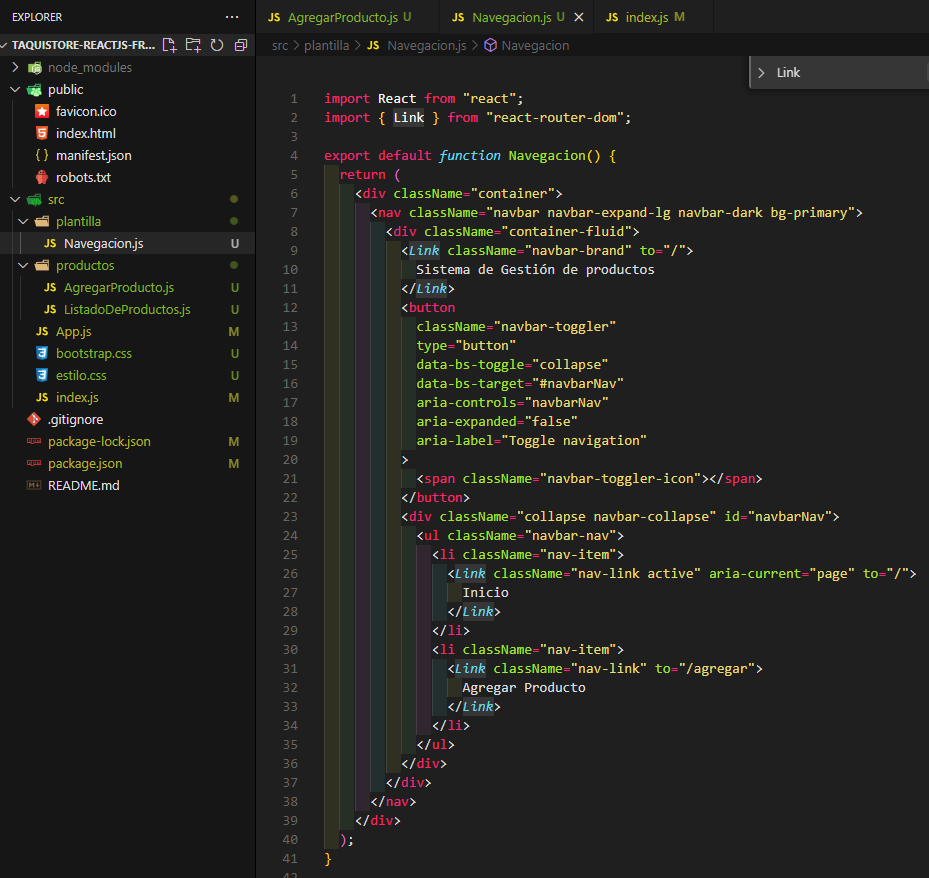 EXPLORER
TAQUISTORE-REACTJS-FR...
node_modules
public
favicon.ico
index.html
manifest.json
robots.txt
src
plantilla
JS Navegacion.js U
productos
JS AgregarProducto.js U
JS ListadoDeProductos.js U
JS App.js M
bootstrap.css U
estilo.css U
JS index.js M
.gitignore
package-lock.json M
package.json M
README.md
JS AgregarProducto.js U
JS Navegacion.js U
JS index.js M
src > plantilla > JS Navegacion.js > Navegacion
Link
1 import React from "react";
2 import { Link } from "react-router-dom";
3
4 export default function Navegacion() {
5 return (
6 <div className="container">
7 <nav className="navbar navbar-expand-lg navbar-dark bg-primary">
8 <div className="container-fluid">
9 <Link className="navbar-brand" to="/">
10 Sistema de Gestión de productos
11 </Link>
12 <button
13 className="navbar-toggler"
14 type="button"
15 data-bs-toggle="collapse"
16 data-bs-target="#navbarNav"
17 aria-controls="navbarNav"
18 aria-expanded="false"
19 aria-label="Toggle navigation"
20 >
21 <span className="navbar-toggler-icon"></span>
22 </button>
23 <div className="collapse navbar-collapse" id="navbarNav">
24 <ul className="navbar-nav">
25 <li className="nav-item">
26 <Link className="nav-link active" aria-current="page" to="/">
27 Inicio
28 </Link>
29 </li>
30 <li className="nav-item">
31 <Link className="nav-link" to="/agregar">
32 Agregar Producto
33 </Link>
34 </li>
35 </ul>
36 </div>
37 </div>
38 </nav>
39 </div>
40 );
41 }
42